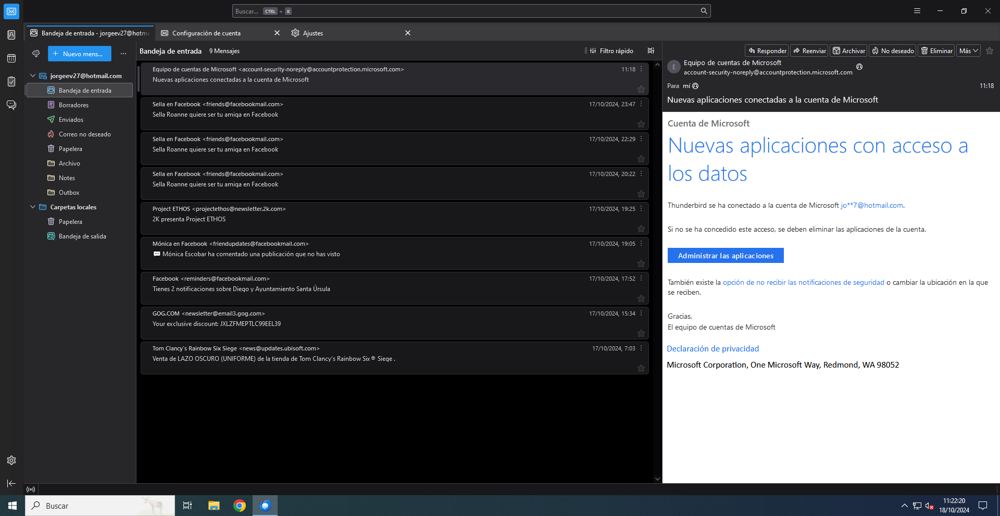 Buscar... CTRL + K
Bandeja de entrada - jorgeev27@hotma
Configuración de cuenta
Ajustes
+ Nuevo mens...
jorgeev27@hotmail.com
Bandeja de entrada
Borradores
Enviados
Correo no deseado
Papelera
Archivo
Notes
Outbox
Carpetas locales
Papelera
Bandeja de salida
Bandeja de entrada 9 Mensajes Filtro rápido
Equipo de cuentas de Microsoft <account-security-noreply@accountprotection.microsoft.com> 11:18
Nuevas aplicaciones conectadas a la cuenta de Microsoft
Sella en Facebook <friends@facebookmail.com> 17/10/2024, 23:47
Sella Roanne quiere ser tu amiga en Facebook
Sella en Facebook <friends@facebookmail.com> 17/10/2024, 22:29
Sella Roanne quiere ser tu amiga en Facebook
Sella en Facebook <friends@facebookmail.com> 17/10/2024, 20:22
Sella Roanne quiere ser tu amiga en Facebook
Project ETHOS <projectethos@newsletter.2k.com> 17/10/2024, 19:25
2K presenta Project ETHOS
Mónica en Facebook <friendupdates@facebookmail.com> 17/10/2024, 19:05
💬 Mónica Escobar ha comentado una publicación que no has visto
Facebook <reminders@facebookmail.com> 17/10/2024, 17:52
Tienes 2 notificaciones sobre Diego y Ayuntamiento Santa Úrsula
GOG.COM <newsletter@email3.gog.com> 17/10/2024, 15:34
Your exclusive discount: JXLZFMEPTLC99EEL39
Tom Clancy's Rainbow Six Siege <news@updates.ubisoft.com> 17/10/2024, 7:03
Venta de LAZO OSCURO (UNIFORME) de la tienda de Tom Clancy's Rainbow Six® Siege .
Responder Reenviar Archivar No deseado Eliminar Más
E
Equipo de cuentas de Microsoft
account-security-noreply@accountprotection.microsoft.com
Para mí 11:18
Nuevas aplicaciones conectadas a la cuenta de Microsoft
Cuenta de Microsoft
Nuevas aplicaciones con acceso a
los datos
Thunderbird se ha conectado a la cuenta de Microsoft jo**7@hotmail.com.
Si no se ha concedido este acceso, se deben eliminar las aplicaciones de la cuenta.
Administrar las aplicaciones
También existe la opción de no recibir las notificaciones de seguridad o cambiar la ubicación en la que
se reciben.
Gracias,
El equipo de cuentas de Microsoft
Declaración de privacidad
Microsoft Corporation, One Microsoft Way, Redmond, WA 98052
Buscar
11:22:20
18/10/2024